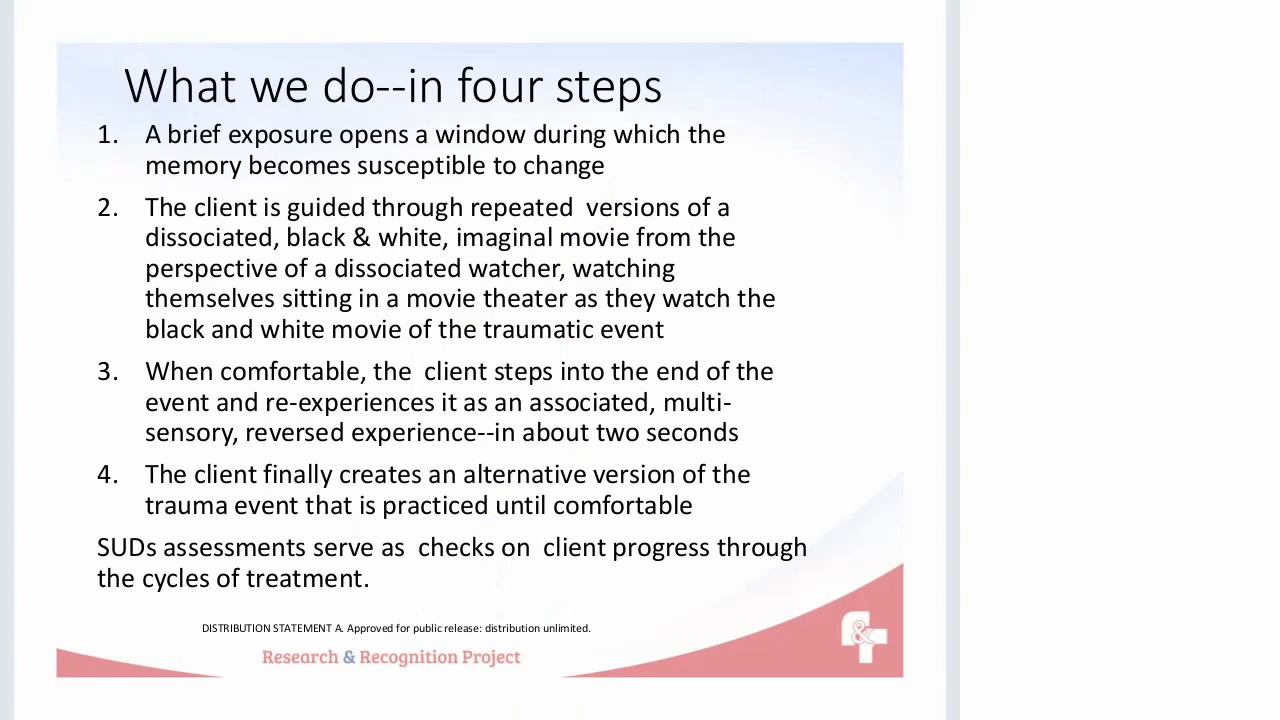 What we do--in four steps
1. A brief exposure opens a window during which the
memory becomes susceptible to change
2. The client is guided through repeated  versions of a
dissociated, black & white, imaginal movie from the
perspective of a dissociated watcher, watching
themselves sitting in a movie theater as they watch the
black and white movie of the traumatic event
3. When comfortable, the  client steps into the end of the
event and re-experiences it as an associated, multi-
sensory, reversed experience--in about two seconds
4. The client finally creates an alternative version of the
trauma event that is practiced until comfortable
SUDs assessments serve as  checks on  client progress through
the cycles of treatment.
DISTRIBUTION STATEMENT A. Approved for public release: distribution unlimited.
Research & Recognition Project
&